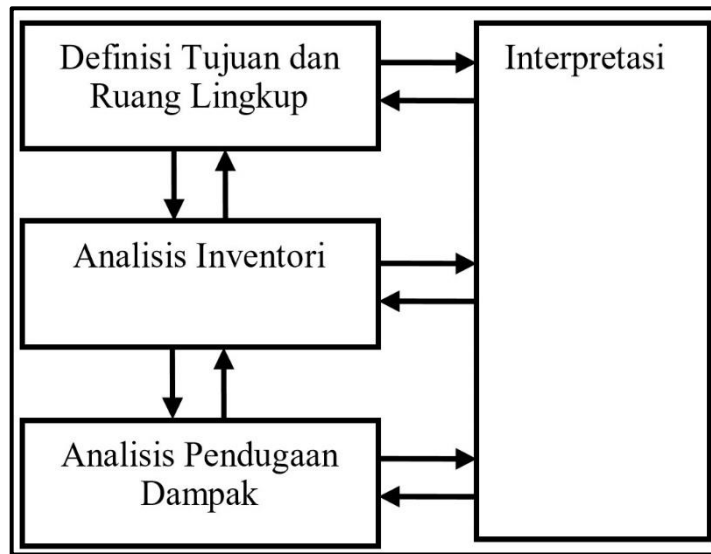 Definisi Tujuan dan
Ruang Lingkup
Interpretasi
Analisis Inventori
Analisis Pendugaan
Dampak